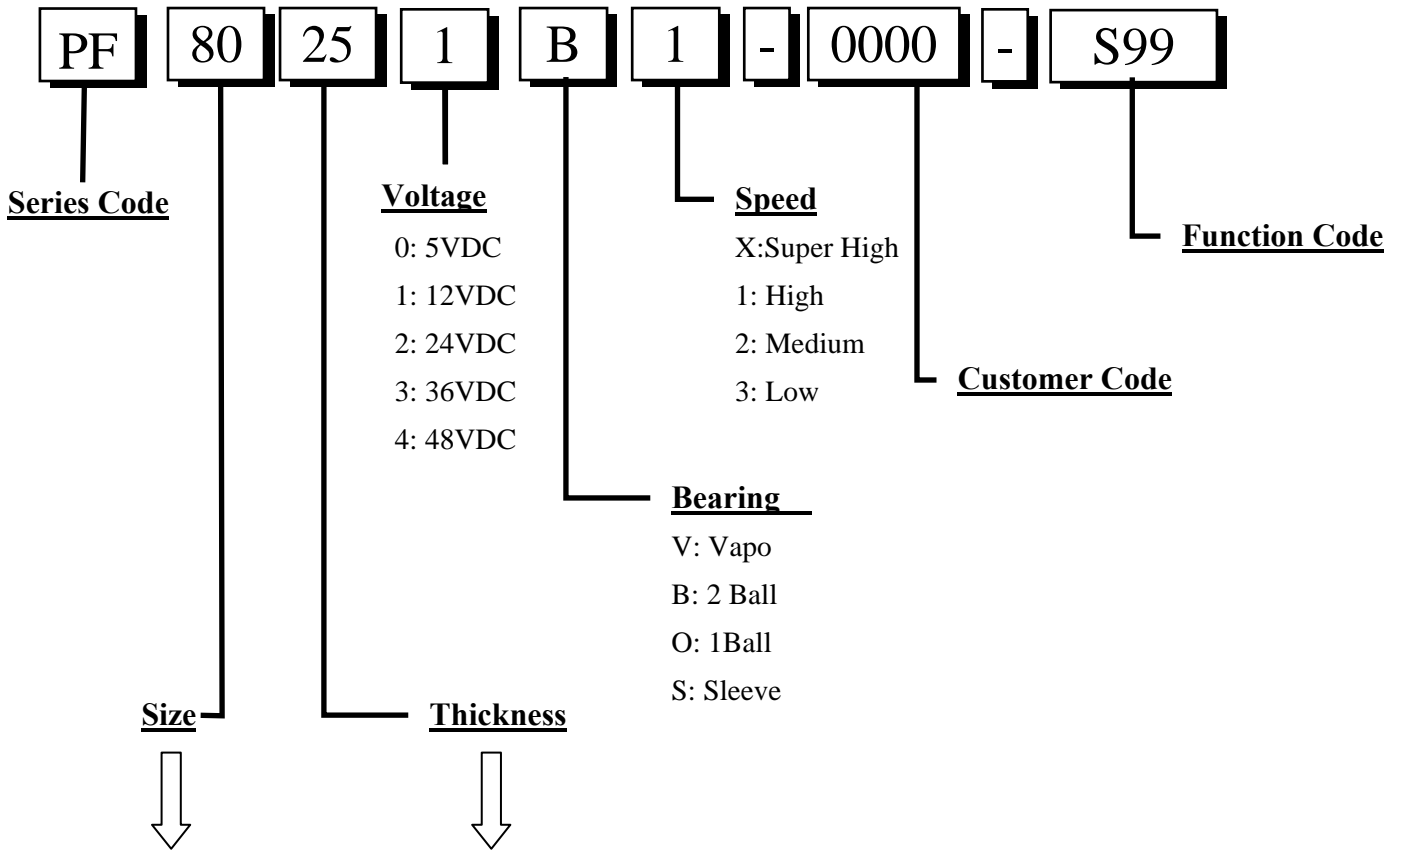 PF 80 25 1 B 1 - 0000 - S99
Series Code
Voltage
0: 5VDC
1: 12VDC
2: 24VDC
3: 36VDC
4: 48VDC
Speed
X:Super High
1: High
2: Medium
3: Low
Function Code
Customer Code
Bearing
V: Vapo
B: 2 Ball
O: 1Ball
S: Sleeve
Size
Thickness